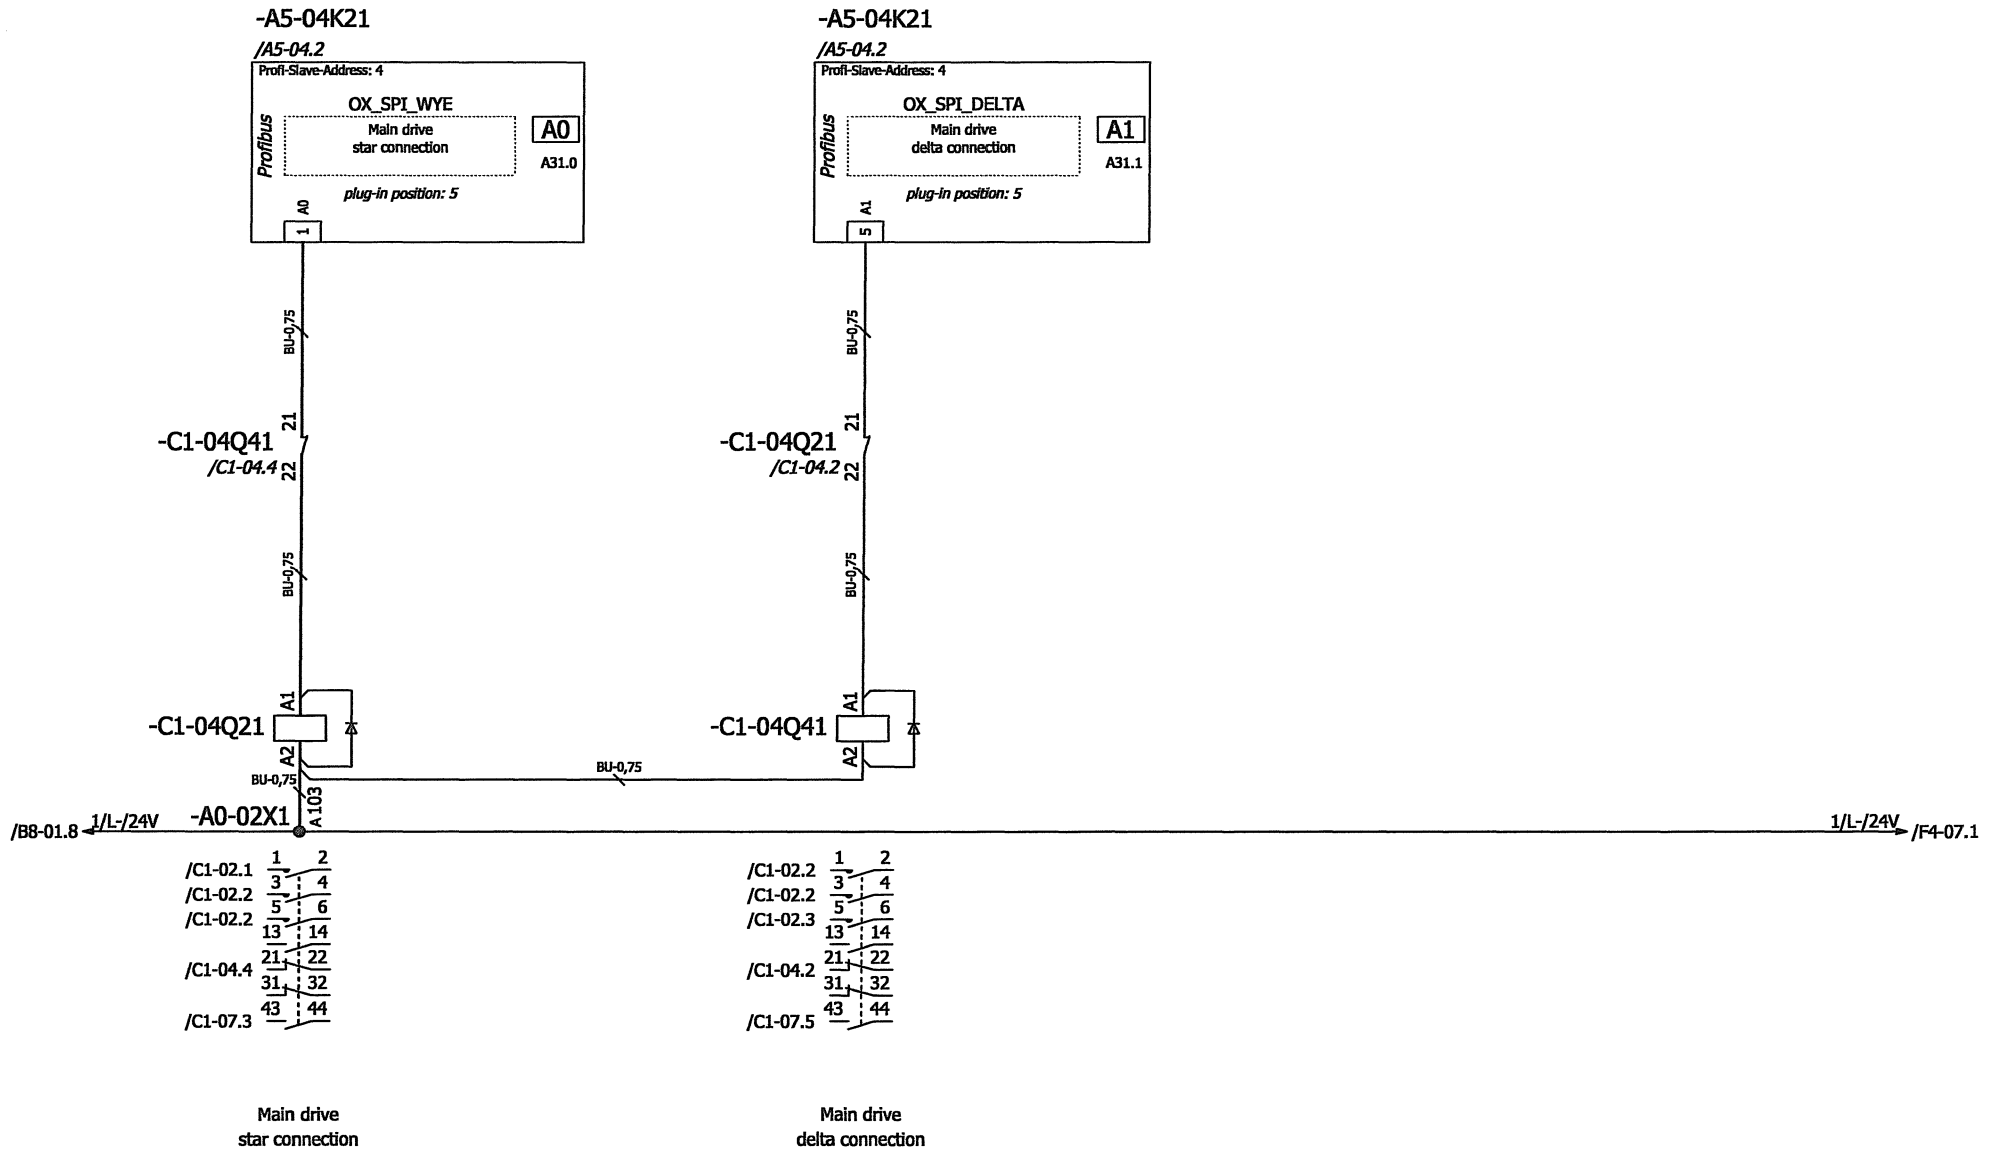 -A5-04K21
/A5-04.2
Profi-Slave-Address: 4
OX_SPI_WYE
Profibus
Main drive
star connection
A0
A31.0
plug-in position: 5
A0
1
BU-0,75
21
-C1-04Q41
/C1-04.4
22
BU-0,75
A1
-C1-04Q21
A2
BU-0,75
A 103
-A0-02X1
-A5-04K21
/A5-04.2
Profi-Slave-Address: 4
OX_SPI_DELTA
Profibus
Main drive
delta connection
A1
A31.1
plug-in position: 5
A1
5
BU-0,75
21
-C1-04Q21
/C1-04.2
22
BU-0,75
A1
-C1-04Q41
A2
BU-0,75
/B8-01.8
1/L-/24V
1/L-/24V
/F4-07.1
/C1-02.1 1 2
/C1-02.2 3 4
/C1-02.2 5 6
13 14
/C1-04.4 21 22
31 32
/C1-07.3 43 44
Main drive
star connection
/C1-02.2 1 2
/C1-02.2 3 4
/C1-02.3 5 6
13 14
/C1-04.2 21 22
31 32
/C1-07.5 43 44
Main drive
delta connection